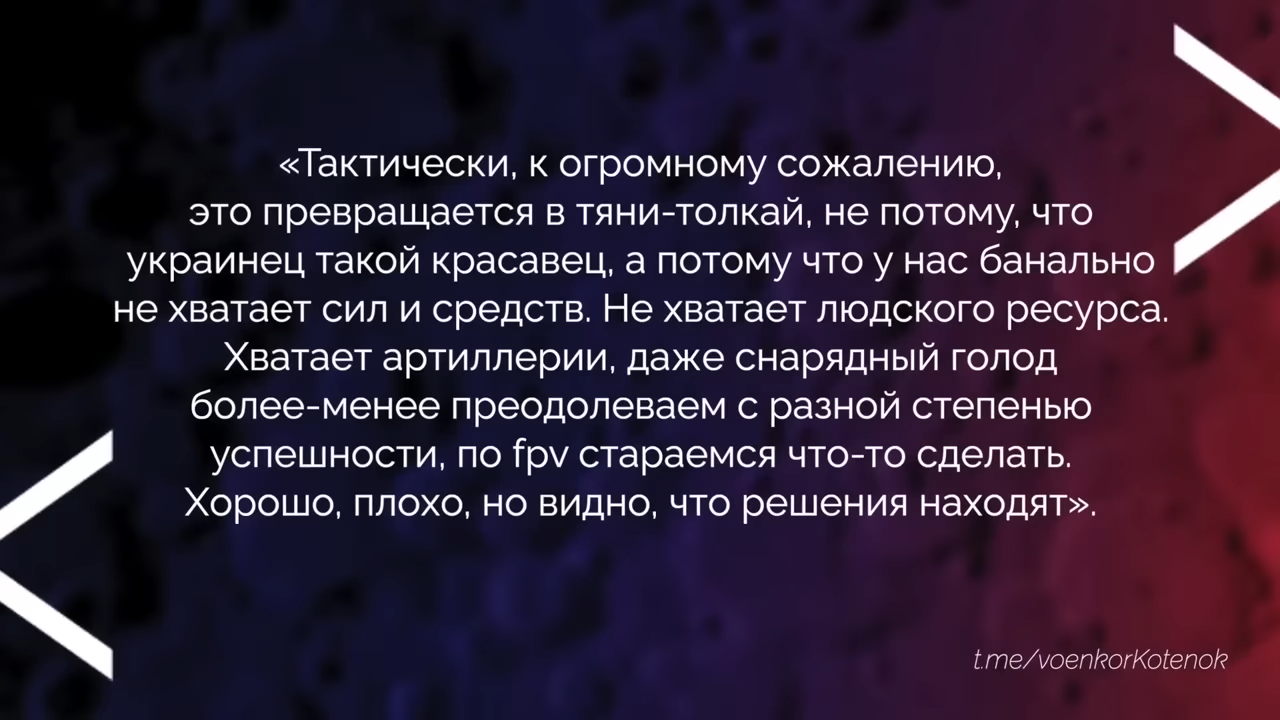 «Тактически, к огромному сожалению,
это превращается в тяни-толкай, не потому, что
украинец такой красавец, а потому что у нас банально
не хватает сил и средств. Не хватает людского ресурса.
Хватает артиллерии, даже снарядный голод
более-менее преодолеваем с разной степенью
успешности, по fpv стараемся что-то сделать.
Хорошо, плохо, но видно, что решения находят».
t.me/voenkorKotenok